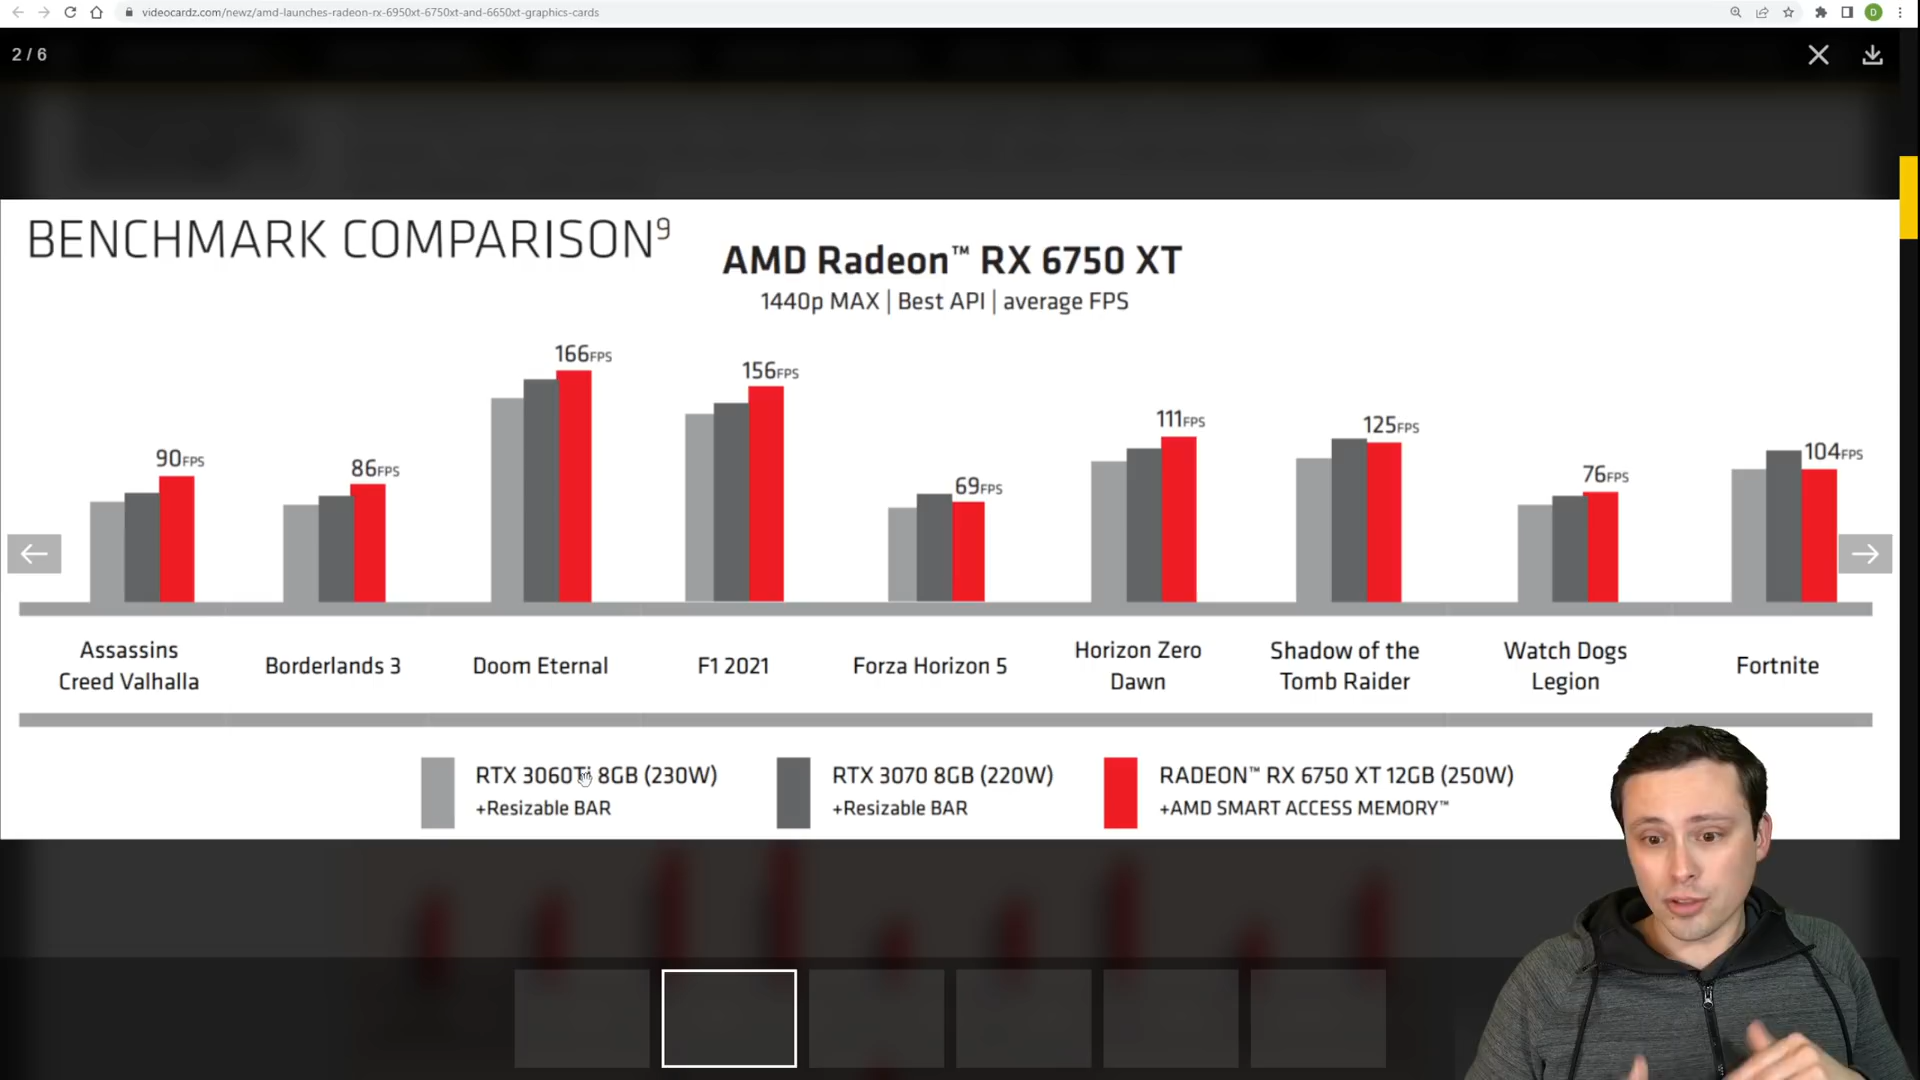 videocardz.com/newz/amd-launches-radeon-rx-6950xt-6750xt-and-6650xt-graphics-cards
D
2 / 6
BENCHMARK COMPARISON⁹
AMD Radeon™ RX 6750 XT
1440p MAX | Best API | average FPS
90FPS
86FPS
166FPS
156FPS
69FPS
111FPS
125FPS
76FPS
104FPS
Assassins
Creed Valhalla
Borderlands 3
Doom Eternal
F1 2021
Forza Horizon 5
Horizon Zero
Dawn
Shadow of the
Tomb Raider
Watch Dogs
Legion
Fortnite
RTX 3060Ti 8GB (230W)
+Resizable BAR
RTX 3070 8GB (220W)
+Resizable BAR
RADEON™ RX 6750 XT 12GB (250W)
+AMD SMART ACCESS MEMORY™